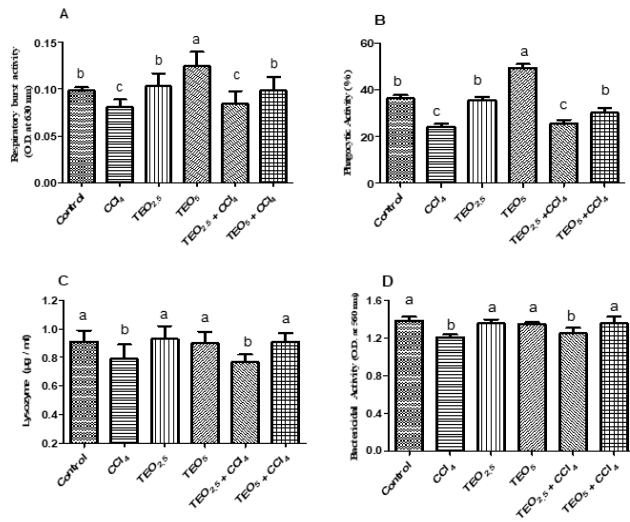 A
Respiratory burst activity
(O.D. at 630 nm)
0.15
0.10
0.05
0.00
b
c
b
a
c
b
Control
CCl4
TEO2,5
TEO5
TEO2,5 + CCl4
TEO5 + CCl4
B
Phagocytic Activity (%)
60
40
20
0
b
c
b
a
c
b
Control
CCl4
TEO2,5
TEO5
TEO2,5 +CCl4
TEO5 +CCl4
C
Lysozyme (µg / ml)
1.2
1.0
0.8
0.6
0.4
0.2
a
b
a
a
b
a
Control
CCl4
TEO2,5
TEO5
TEO2,5 + CCl4
TEO5 + CCl4
D
Bactericidal Activity (O.D. at 560 nm)
1.6
1.2
0.8
0.4
0.0
a
b
a
a
b
a
Control
CCl4
TEO2,5
TEO5
TEO2,5 + CCl4
TEO5 + CCl4